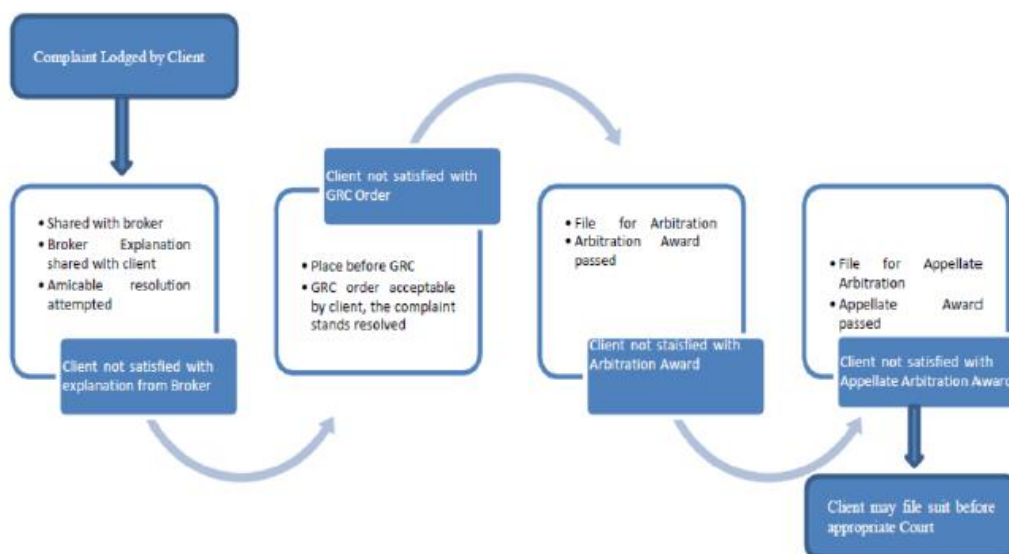 Complaint Lodged by Client
• Shared with broker
• Broker Explanation
shared with client
• Amicable resolution
attempted
Client not satisfied with
explanation from Broker
Client not satisfied with
GRC Order
• Place before GRC
• GRC order acceptable
by client, the complaint
stands resolved
• File for Arbitration
• Arbitration Award
passed
Client not staisfied with
Arbitration Award
• File for Appellate
Arbitration
• Appellate Award
passed
Client not satisfied with
Appellate Arbitration Award
Client may file suit before
appropriate Court